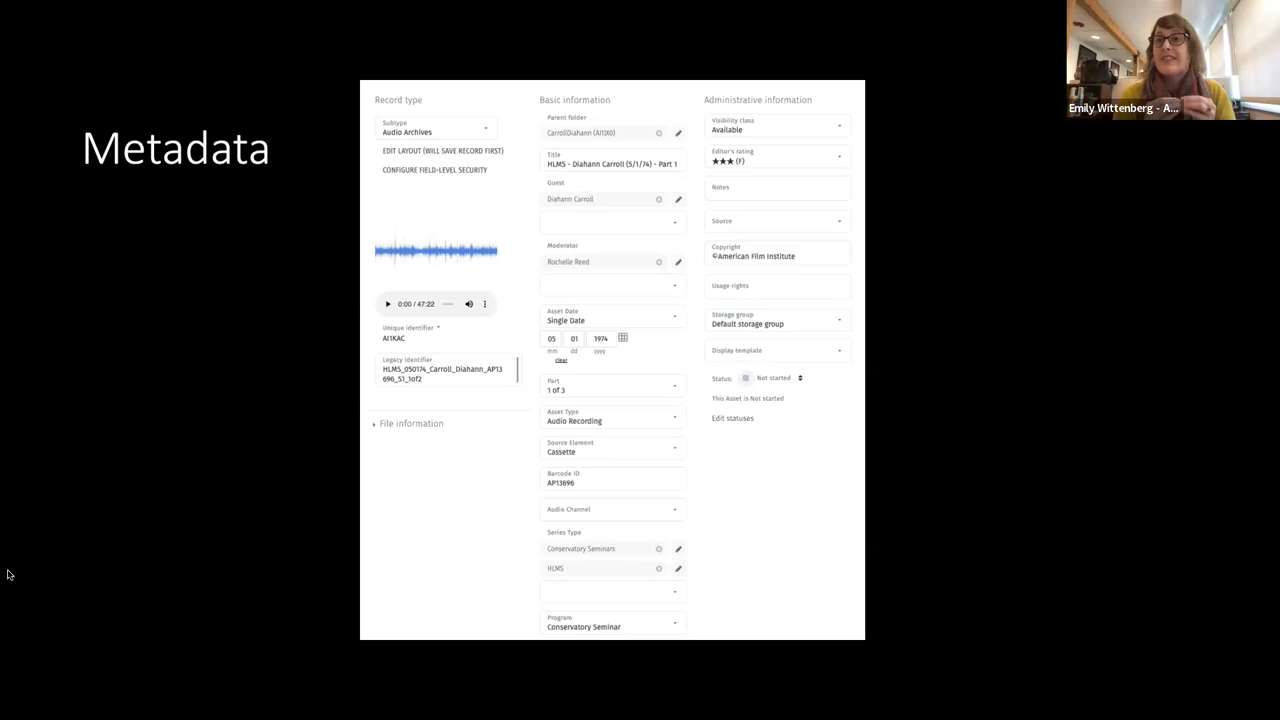 Metadata
Emily Wittenberg - A...
Record type
Subtype
Audio Archives
EDIT LAYOUT (WILL SAVE RECORD FIRST)
CONFIGURE FIELD-LEVEL SECURITY
0:00 / 47:22
Unique identifier *
AI1KAC
Legacy Identifier
HLMS_050174_Carroll_Diahann_AP13
696_S1_1of2
File information
Basic information
Parent folder
CarrollDiahann (AI1JX0)
Title
HLMS - Diahann Carroll (5/1/74) - Part 1
Guest
Diahann Carroll
Moderator
Rochelle Reed
Asset Date
Single Date
05 01 1974
mm dd yyyy
clear
Part
1 of 3
Asset Type
Audio Recording
Source Element
Cassette
Barcode ID
AP13696
Audio Channel
Series Type
Conservatory Seminars
HLMS
Program
Conservatory Seminar
Administrative information
Visibility class
Available
Editor's rating
★★★ (F)
Notes
Source
Copyright
©American Film Institute
Usage rights
Storage group
Default storage group
Display template
Status: Not started
This Asset is Not started
Edit statuses